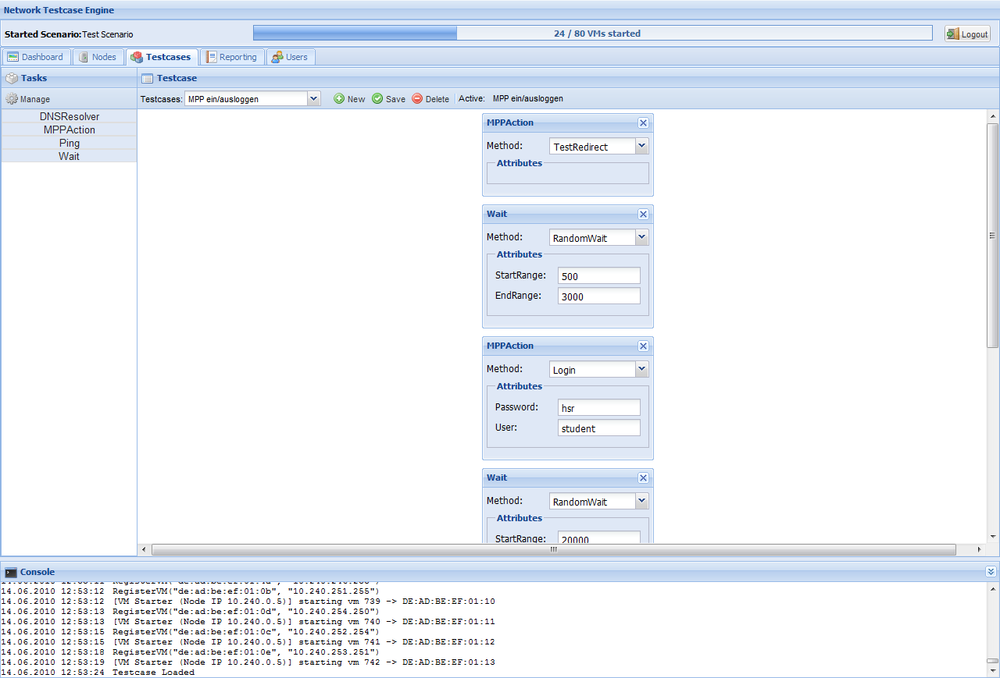 Network Testcase Engine
Started Scenario:Test Scenario
24 / 80 VMs started
Logout
Dashboard
Nodes
Testcases
Reporting
Users
Tasks
Testcase
Manage
Testcases: MPP ein/ausloggen
New
Save
Delete
Active: MPP ein/ausloggen
DNSResolver
MPPAction
Ping
Wait
MPPAction
Method: TestRedirect
Attributes
Wait
Method: RandomWait
Attributes
StartRange: 500
EndRange: 3000
MPPAction
Method: Login
Attributes
Password: hsr
User: student
Wait
Method: RandomWait
Attributes
StartRange: 20000
Console
14.06.2010 12:53:12 RegisterVM("de:ad:be:ef:01:0b", "10.240.251.255")
14.06.2010 12:53:12 [VM Starter (Node IP 10.240.0.5)] starting vm 739 -> DE:AD:BE:EF:01:10
14.06.2010 12:53:13 RegisterVM("de:ad:be:ef:01:0d", "10.240.254.250")
14.06.2010 12:53:13 [VM Starter (Node IP 10.240.0.5)] starting vm 740 -> DE:AD:BE:EF:01:11
14.06.2010 12:53:15 RegisterVM("de:ad:be:ef:01:0c", "10.240.252.254")
14.06.2010 12:53:15 [VM Starter (Node IP 10.240.0.5)] starting vm 741 -> DE:AD:BE:EF:01:12
14.06.2010 12:53:18 RegisterVM("de:ad:be:ef:01:0e", "10.240.253.251")
14.06.2010 12:53:19 [VM Starter (Node IP 10.240.0.5)] starting vm 742 -> DE:AD:BE:EF:01:13
14.06.2010 12:53:24 Testcase Loaded